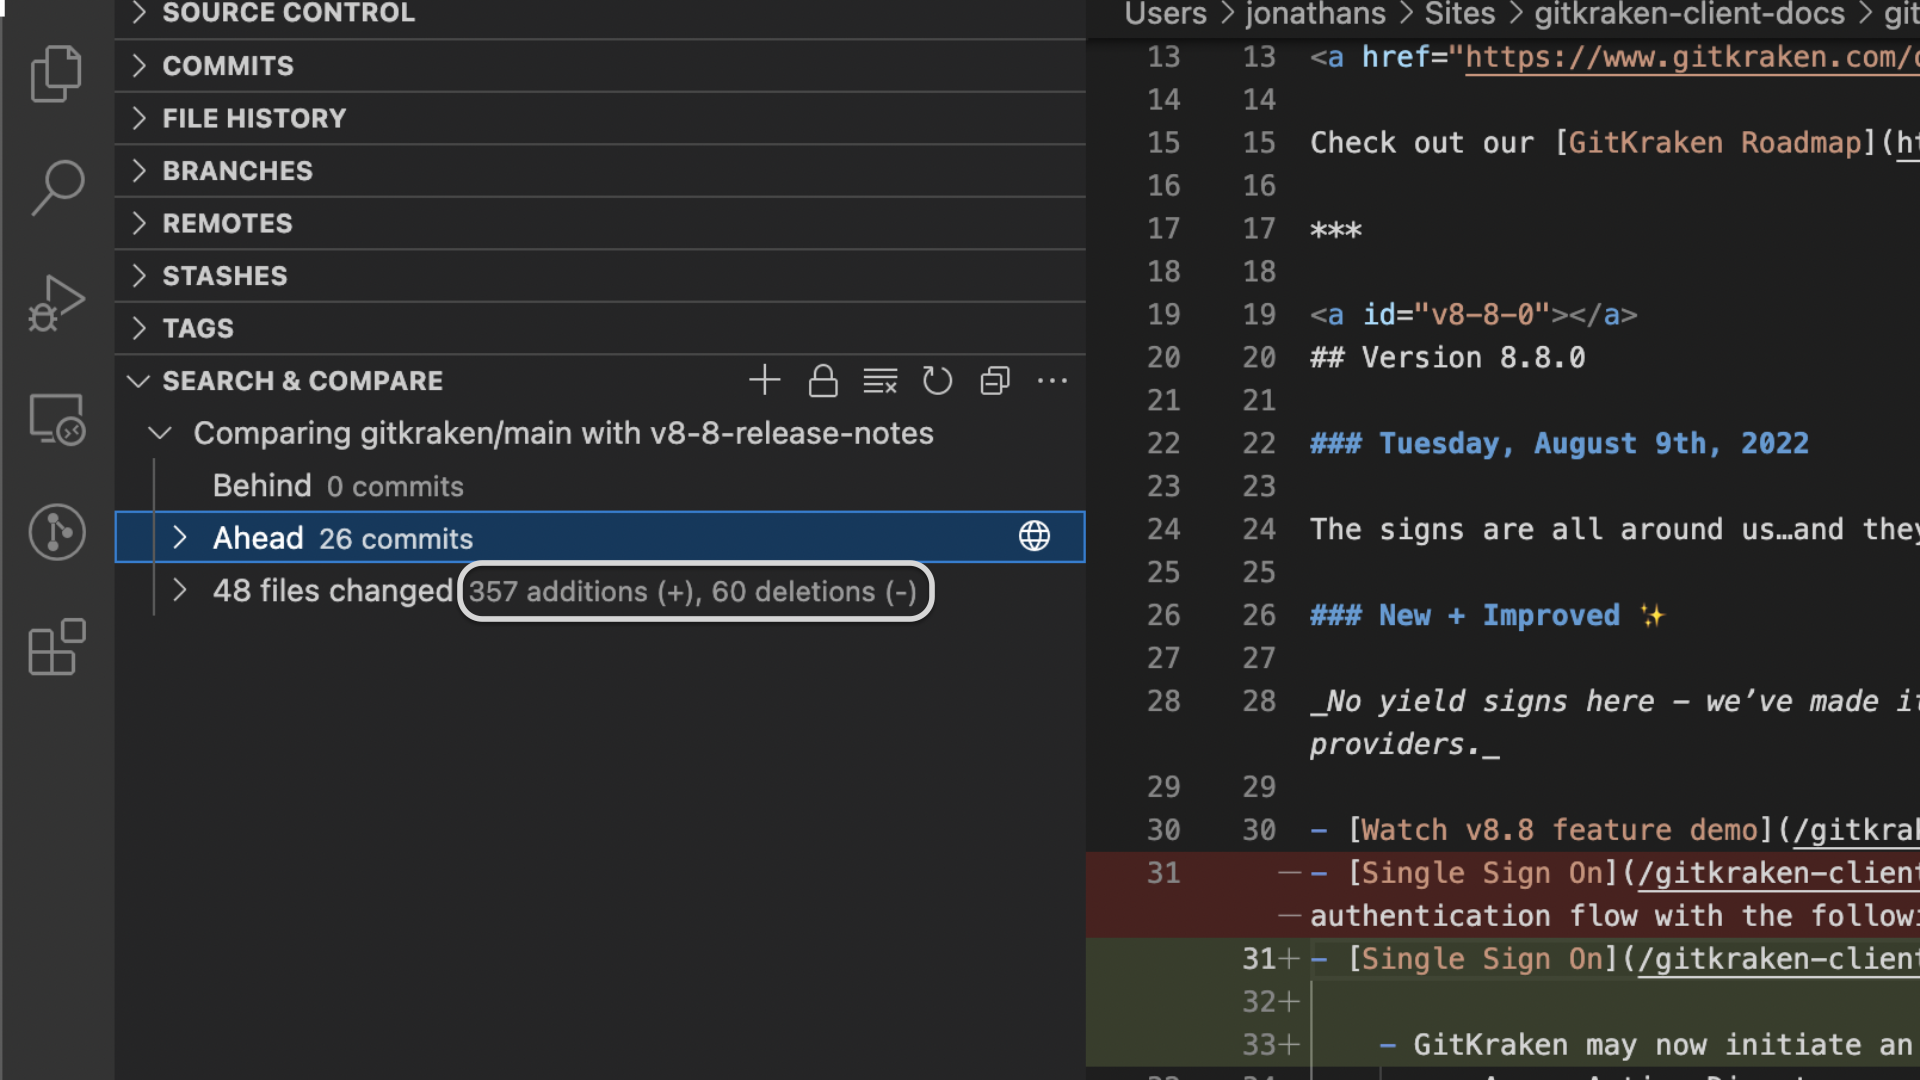 SOURCE CONTROL
COMMITS
FILE HISTORY
BRANCHES
REMOTES
STASHES
TAGS
SEARCH & COMPARE
Comparing gitkraken/main with v8-8-release-notes
Behind 0 commits
Ahead 26 commits
48 files changed 357 additions (+), 60 deletions (-)
Users > jonathans > Sites > gitkraken-client-docs > git
13 13 <a href="https://www.gitkraken.com/
14 14
15 15 Check out our [GitKraken Roadmap](ht
16 16
17 17 ***
18 18
19 19 <a id="v8-8-0"></a>
20 20 ## Version 8.8.0
21 21
22 22 ### Tuesday, August 9th, 2022
23 23
24 24 The signs are all around us…and they
25 25
26 26 ### New + Improved ✨
27 27
28 28 _No yield signs here – we’ve made it
providers._
29 29
30 30 - [Watch v8.8 feature demo](/gitkrak
31 —- [Single Sign On](/gitkraken-client
—authentication flow with the followi
31+ - [Single Sign On](/gitkraken-client
32+
33+ - GitKraken may now initiate an